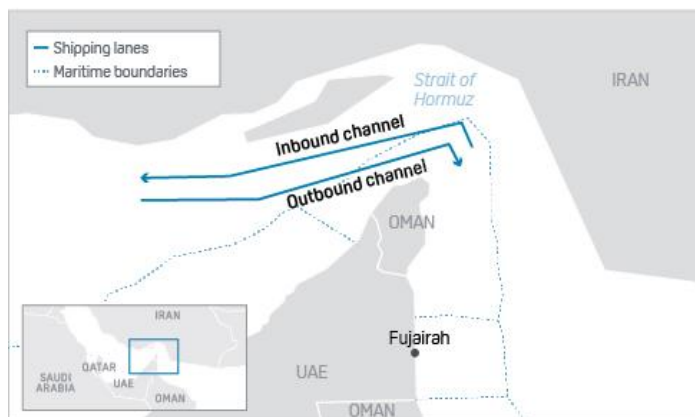 Shipping lanes
Maritime boundaries
Strait of
Hormuz
IRAN
Inbound channel
Outbound channel
OMAN
Fujairah
UAE
OMAN
IRAN
QATAR
SAUDI
ARABIA
UAE
OMAN